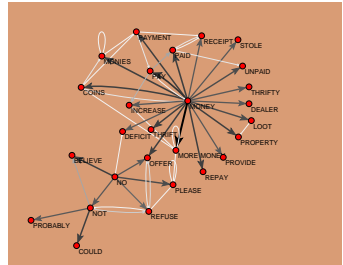 PAYMENT
RECEIPT
STOLE
PAID
MONIES
UNPAID
PAY
COINS
THRIFTY
MONEY
INCREASE
DEALER
LOOT
DEFICIT
THRIFT
PROPERTY
BELIEVE
OFFER
MORE MONEY
PROVIDE
REPAY
NO
PLEASE
NOT
REFUSE
PROBABLY
COULD